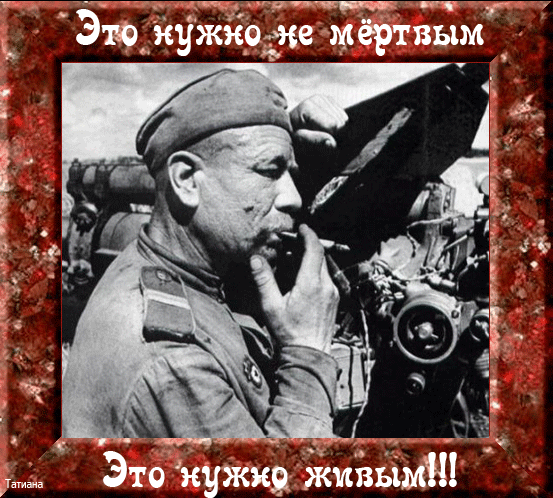 Это нужно не мёртвым
Это нужно живым!!!
Татиана